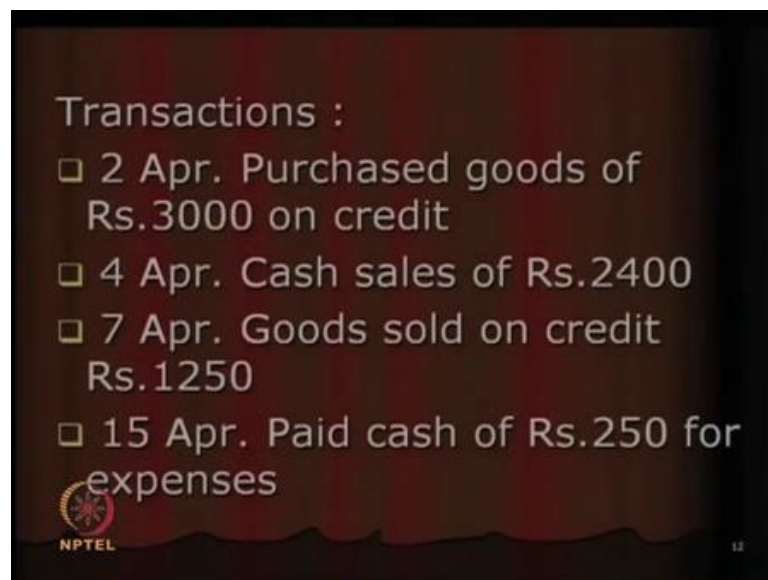 Transactions :
2 Apr. Purchased goods of
Rs.3000 on credit
4 Apr. Cash sales of Rs.2400
7 Apr. Goods sold on credit
Rs.1250
15 Apr. Paid cash of Rs.250 for
expenses
NPTEL
12